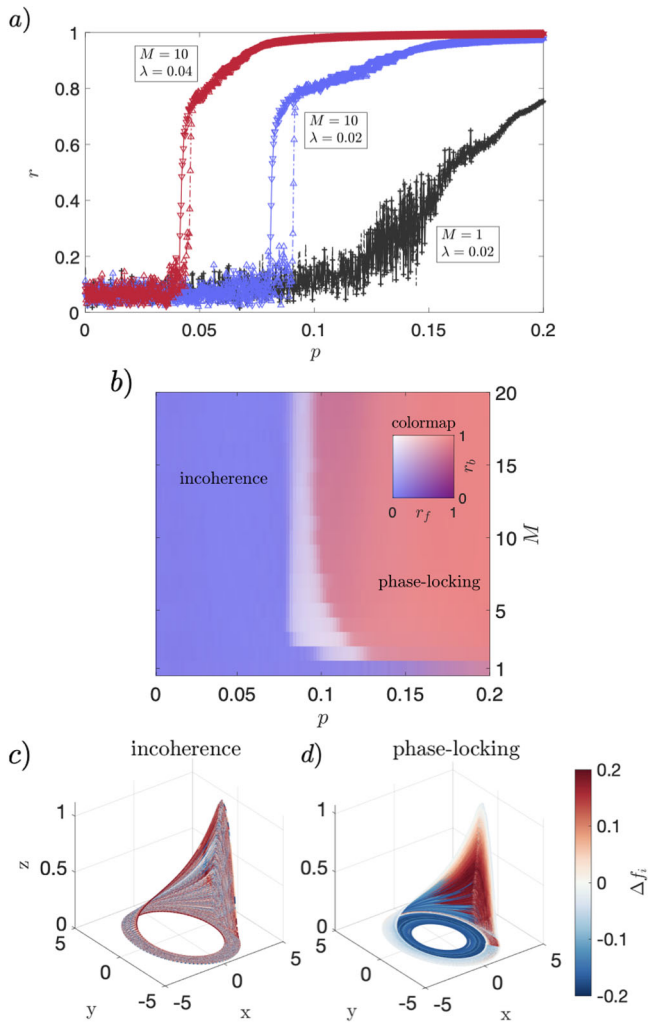 a)
1
0.8
0.6
0.4
0.2
0
r
M = 10
λ = 0.04
M = 10
λ = 0.02
M = 1
λ = 0.02
0 0.05 0.1 0.15 0.2
p
b)
20
15
10
5
1
M
incoherence
colormap
1
0
r_b
0 1
r_f
phase-locking
0 0.05 0.1 0.15 0.2
p
c) incoherence
1
0.5
0
z
5
0
-5
y
-5
0
5
x
d) phase-locking
1
0.5
0
5
0
-5
y
-5
0
5
x
0.2
0.1
0
-0.1
-0.2
Δf_i